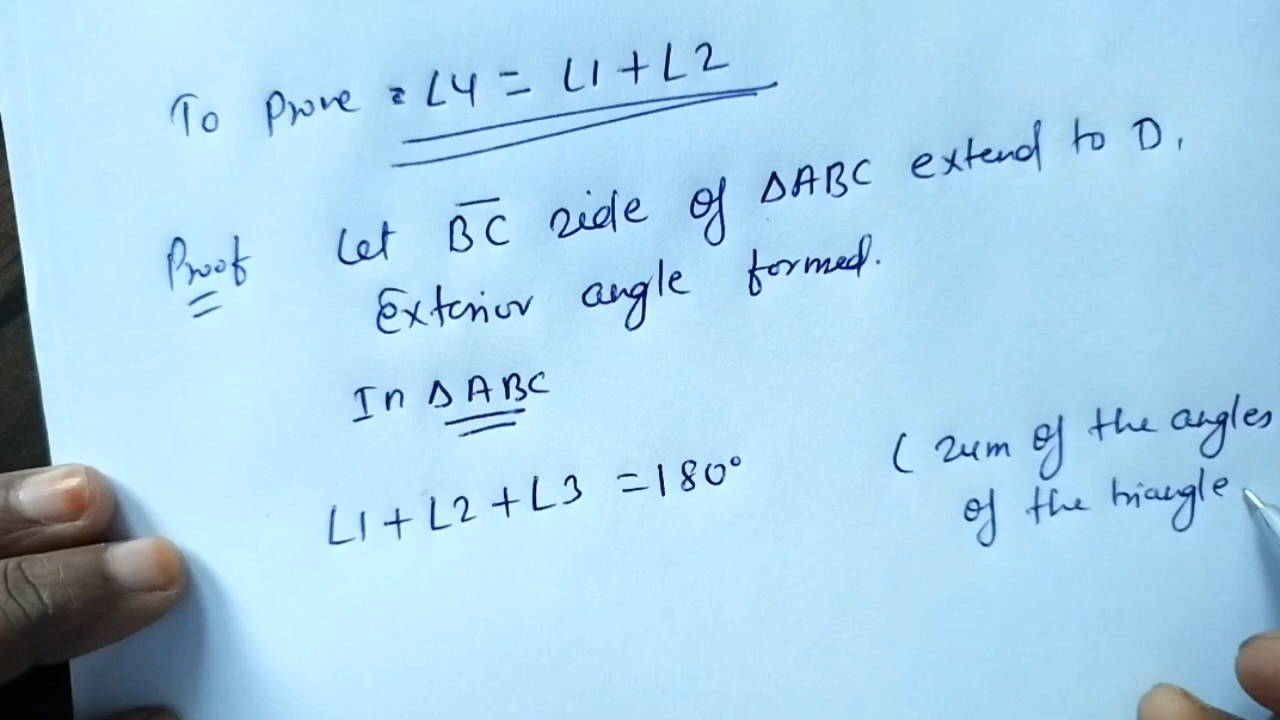 To Prove : ∠4 = ∠1 + ∠2
Proof Let BC side of ΔABC extend to D.
Exterior angle formed.
In ΔABC
∠1 + ∠2 + ∠3 = 180°
( sum of the angles
of the triangle